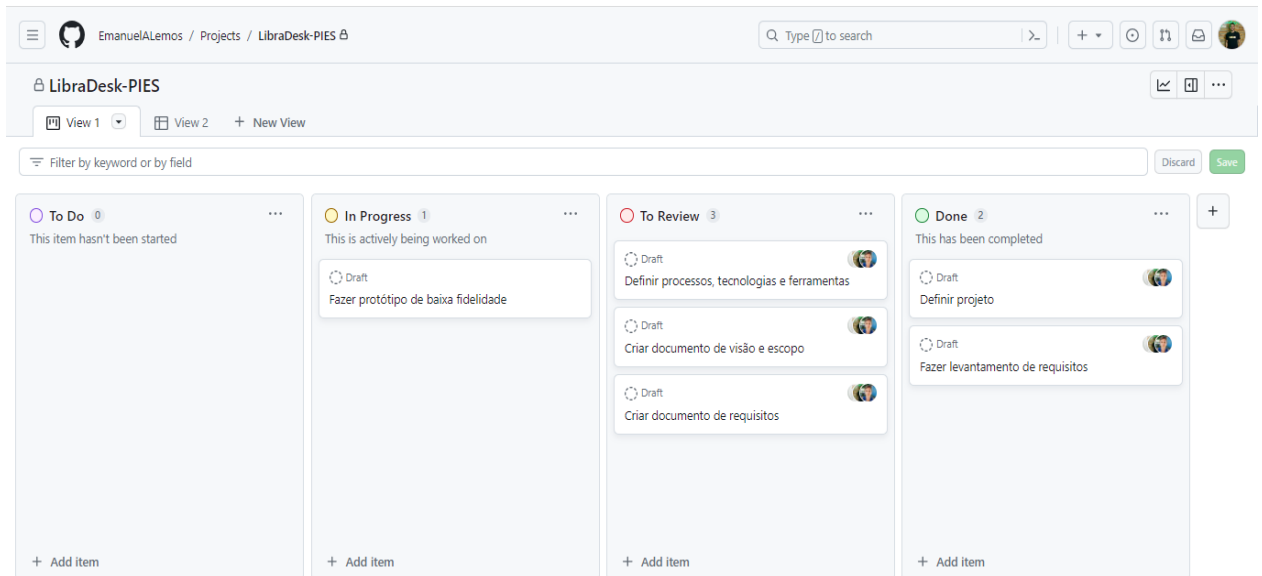 EmanuelALemos / Projects / LibraDesk-PIES
Type / to search
LibraDesk-PIES
View 1
View 2
+ New View
Filter by keyword or by field
Discard
Save
To Do 0
This item hasn't been started
+ Add item
In Progress 1
This is actively being worked on
Draft
Fazer protótipo de baixa fidelidade
+ Add item
To Review 3
Draft
Definir processos, tecnologias e ferramentas
Draft
Criar documento de visão e escopo
Draft
Criar documento de requisitos
+ Add item
Done 2
This has been completed
Draft
Definir projeto
Draft
Fazer levantamento de requisitos
+ Add item